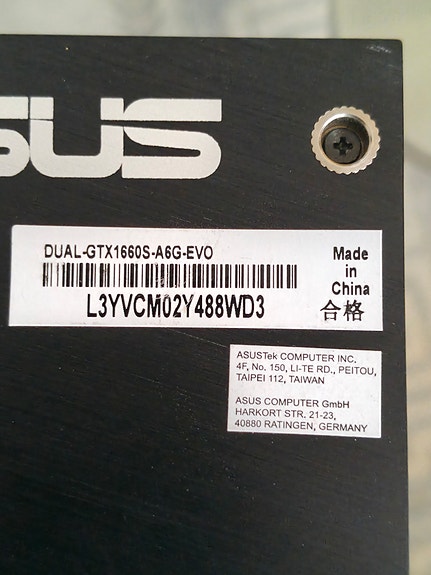 SUS
DUAL-GTX1660S-A6G-EVO
L3YVCM02Y488WD3
Made
in
China
合格
ASUSTek COMPUTER INC.
4F, No. 150, LI-TE RD., PEITOU,
TAIPEI 112, TAIWAN
ASUS COMPUTER GmbH
HARKORT STR. 21-23,
40880 RATINGEN, GERMANY